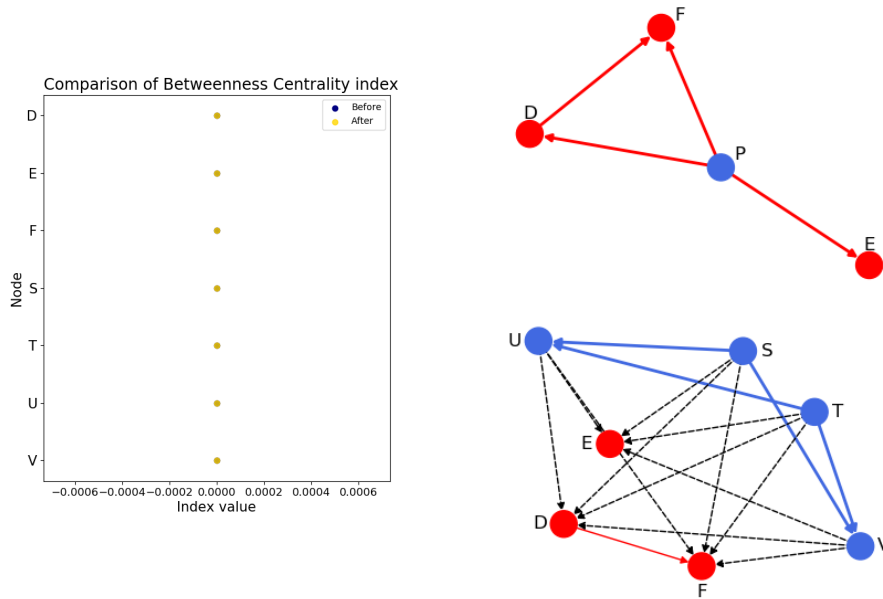 Comparison of Betweenness Centrality index
Before
After
D
E
F
S
T
U
V
Node
−0.0006
−0.0004
−0.0002
0.0000
0.0002
0.0004
0.0006
Index value
F
D
P
E
U
S
T
E
D
V
F